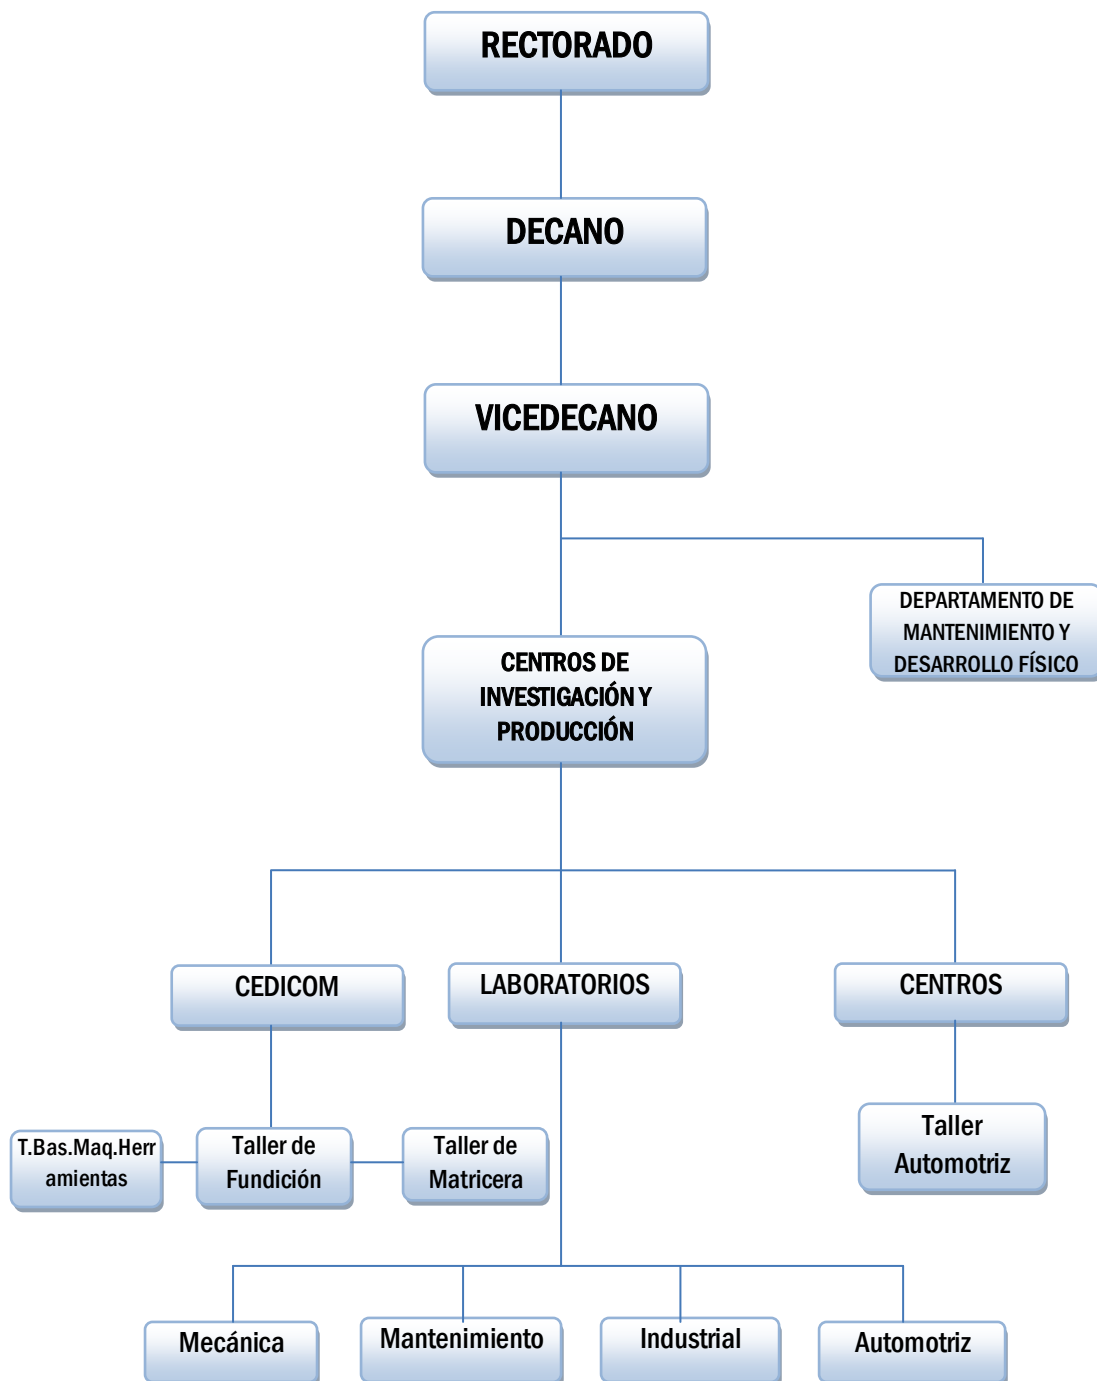 RECTORADO
DECANO
VICEDECANO
DEPARTAMENTO DE
MANTENIMIENTO Y
DESARROLLO FÍSICO
CENTROS DE
INVESTIGACIÓN Y
PRODUCCIÓN
CEDICOM
LABORATORIOS
CENTROS
T.Bas.Maq.Herr
amientas
Taller de
Fundición
Taller de
Matricera
Taller
Automotriz
Mecánica
Mantenimiento
Industrial
Automotriz